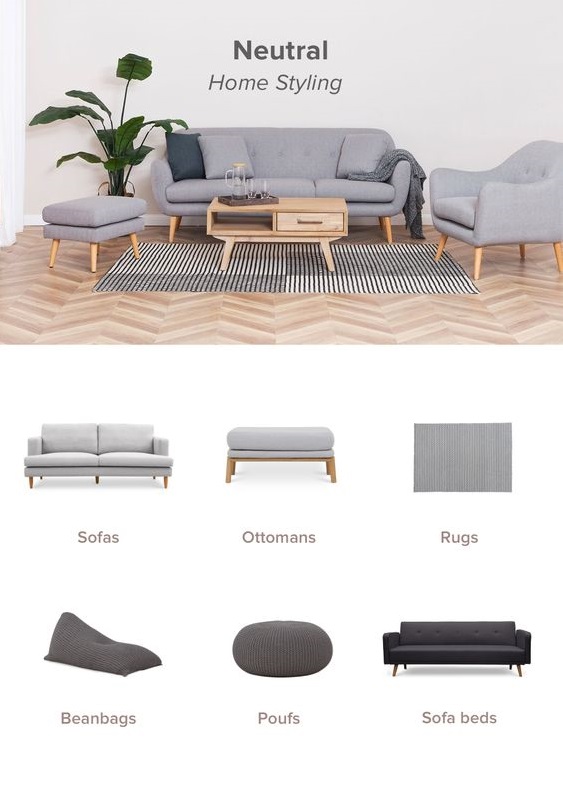 Neutral
Home Styling
Sofas
Ottomans
Rugs
Beanbags
Poufs
Sofa beds